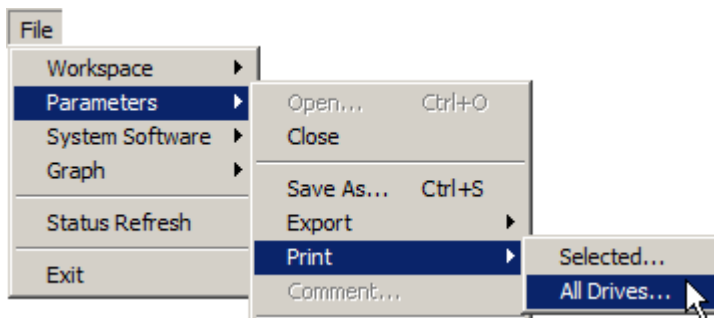 File
Workspace
Parameters
System Software
Graph
Status Refresh
Exit
Open... Ctrl+O
Close
Save As... Ctrl+S
Export
Print
Comment...
Selected...
All Drives...